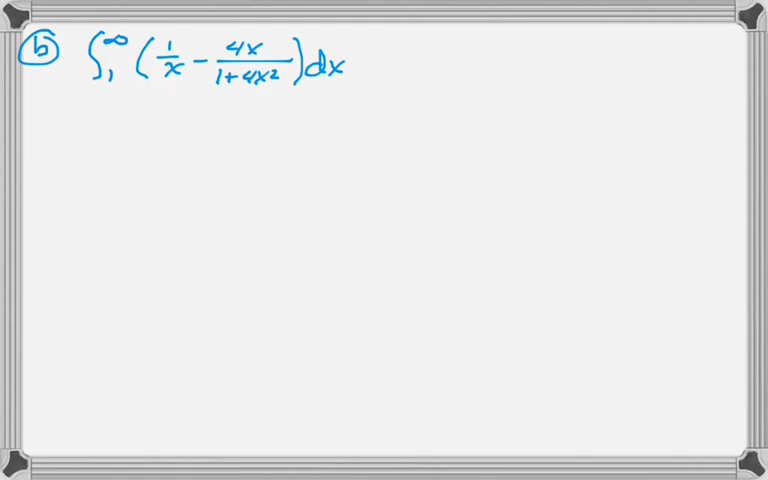 ⓑ ∫₁^∞ (1/x − 4x/(1+4x²)) dx